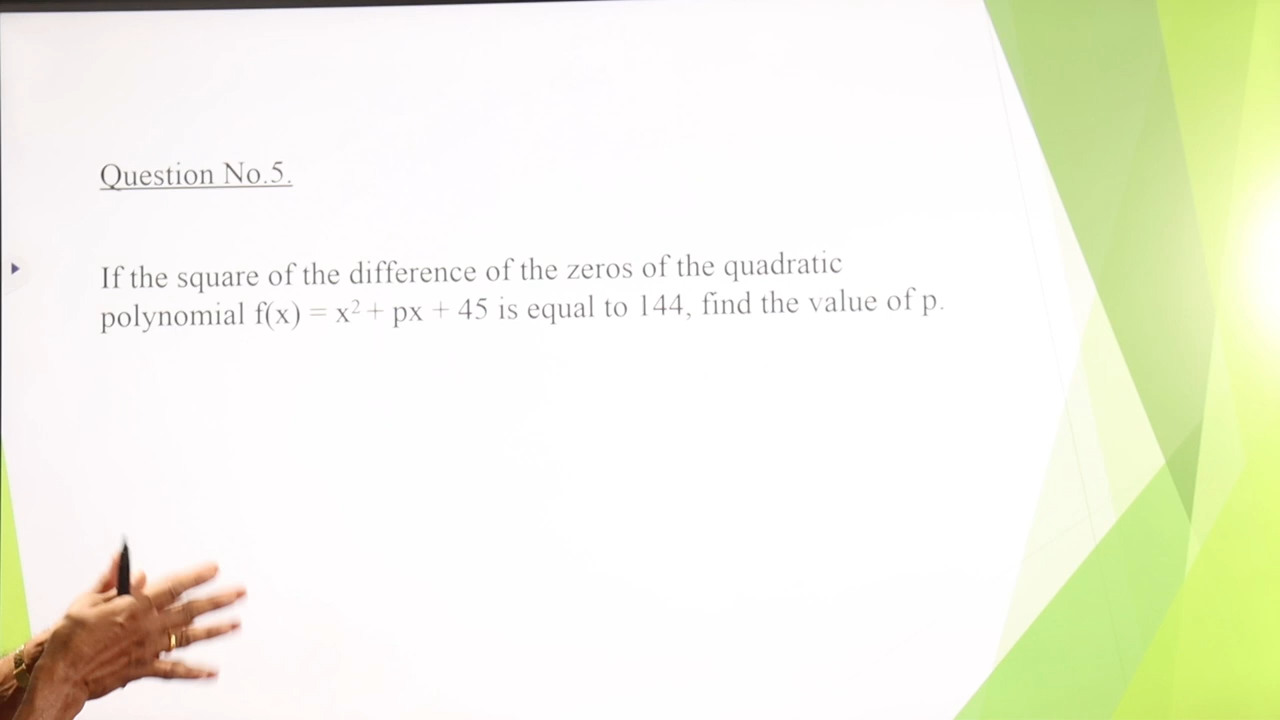 Question No.5.
If the square of the difference of the zeros of the quadratic
polynomial f(x) = x² + px + 45 is equal to 144, find the value of p.